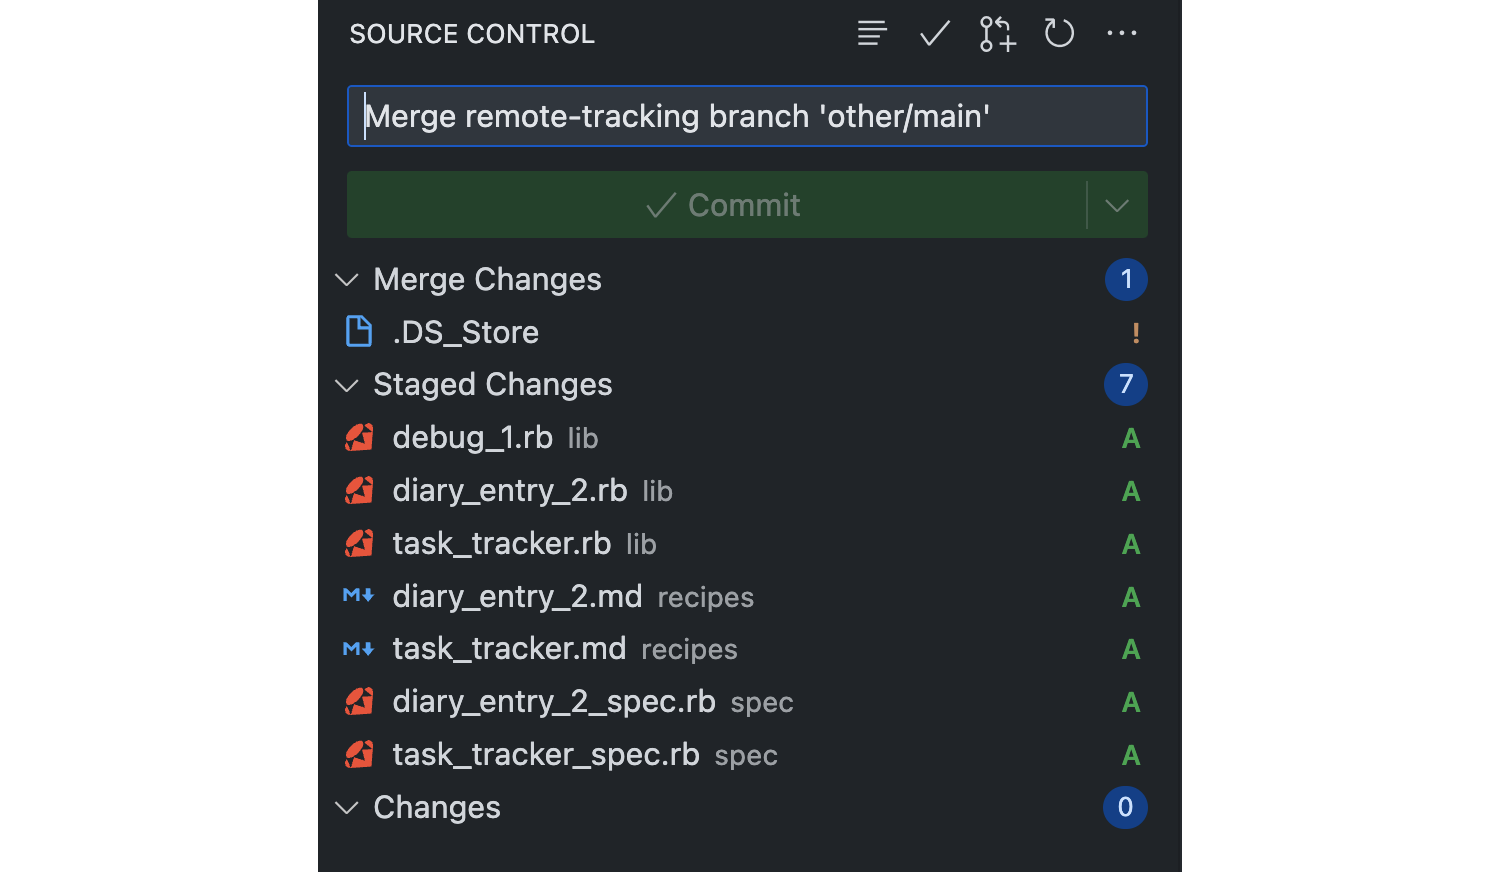 SOURCE CONTROL
Merge remote-tracking branch 'other/main'
Commit
Merge Changes 1
.DS_Store !
Staged Changes 7
debug_1.rb lib A
diary_entry_2.rb lib A
task_tracker.rb lib A
diary_entry_2.md recipes A
task_tracker.md recipes A
diary_entry_2_spec.rb spec A
task_tracker_spec.rb spec A
Changes 0